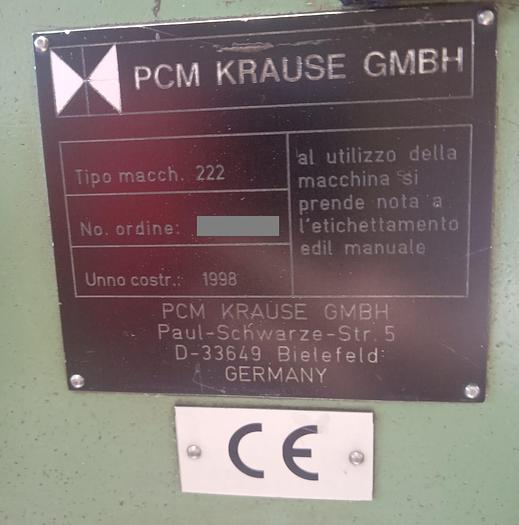 PCM KRAUSE GMBH
Tipo macch. 222
No. ordine:
Unno costr.: 1998
al utilizzo della
macchina si
prende nota a
l'etichettamento
edil manuale
PCM KRAUSE GMBH
Paul-Schwarze-Str. 5
D-33649 Bielefeld
GERMANY
CE